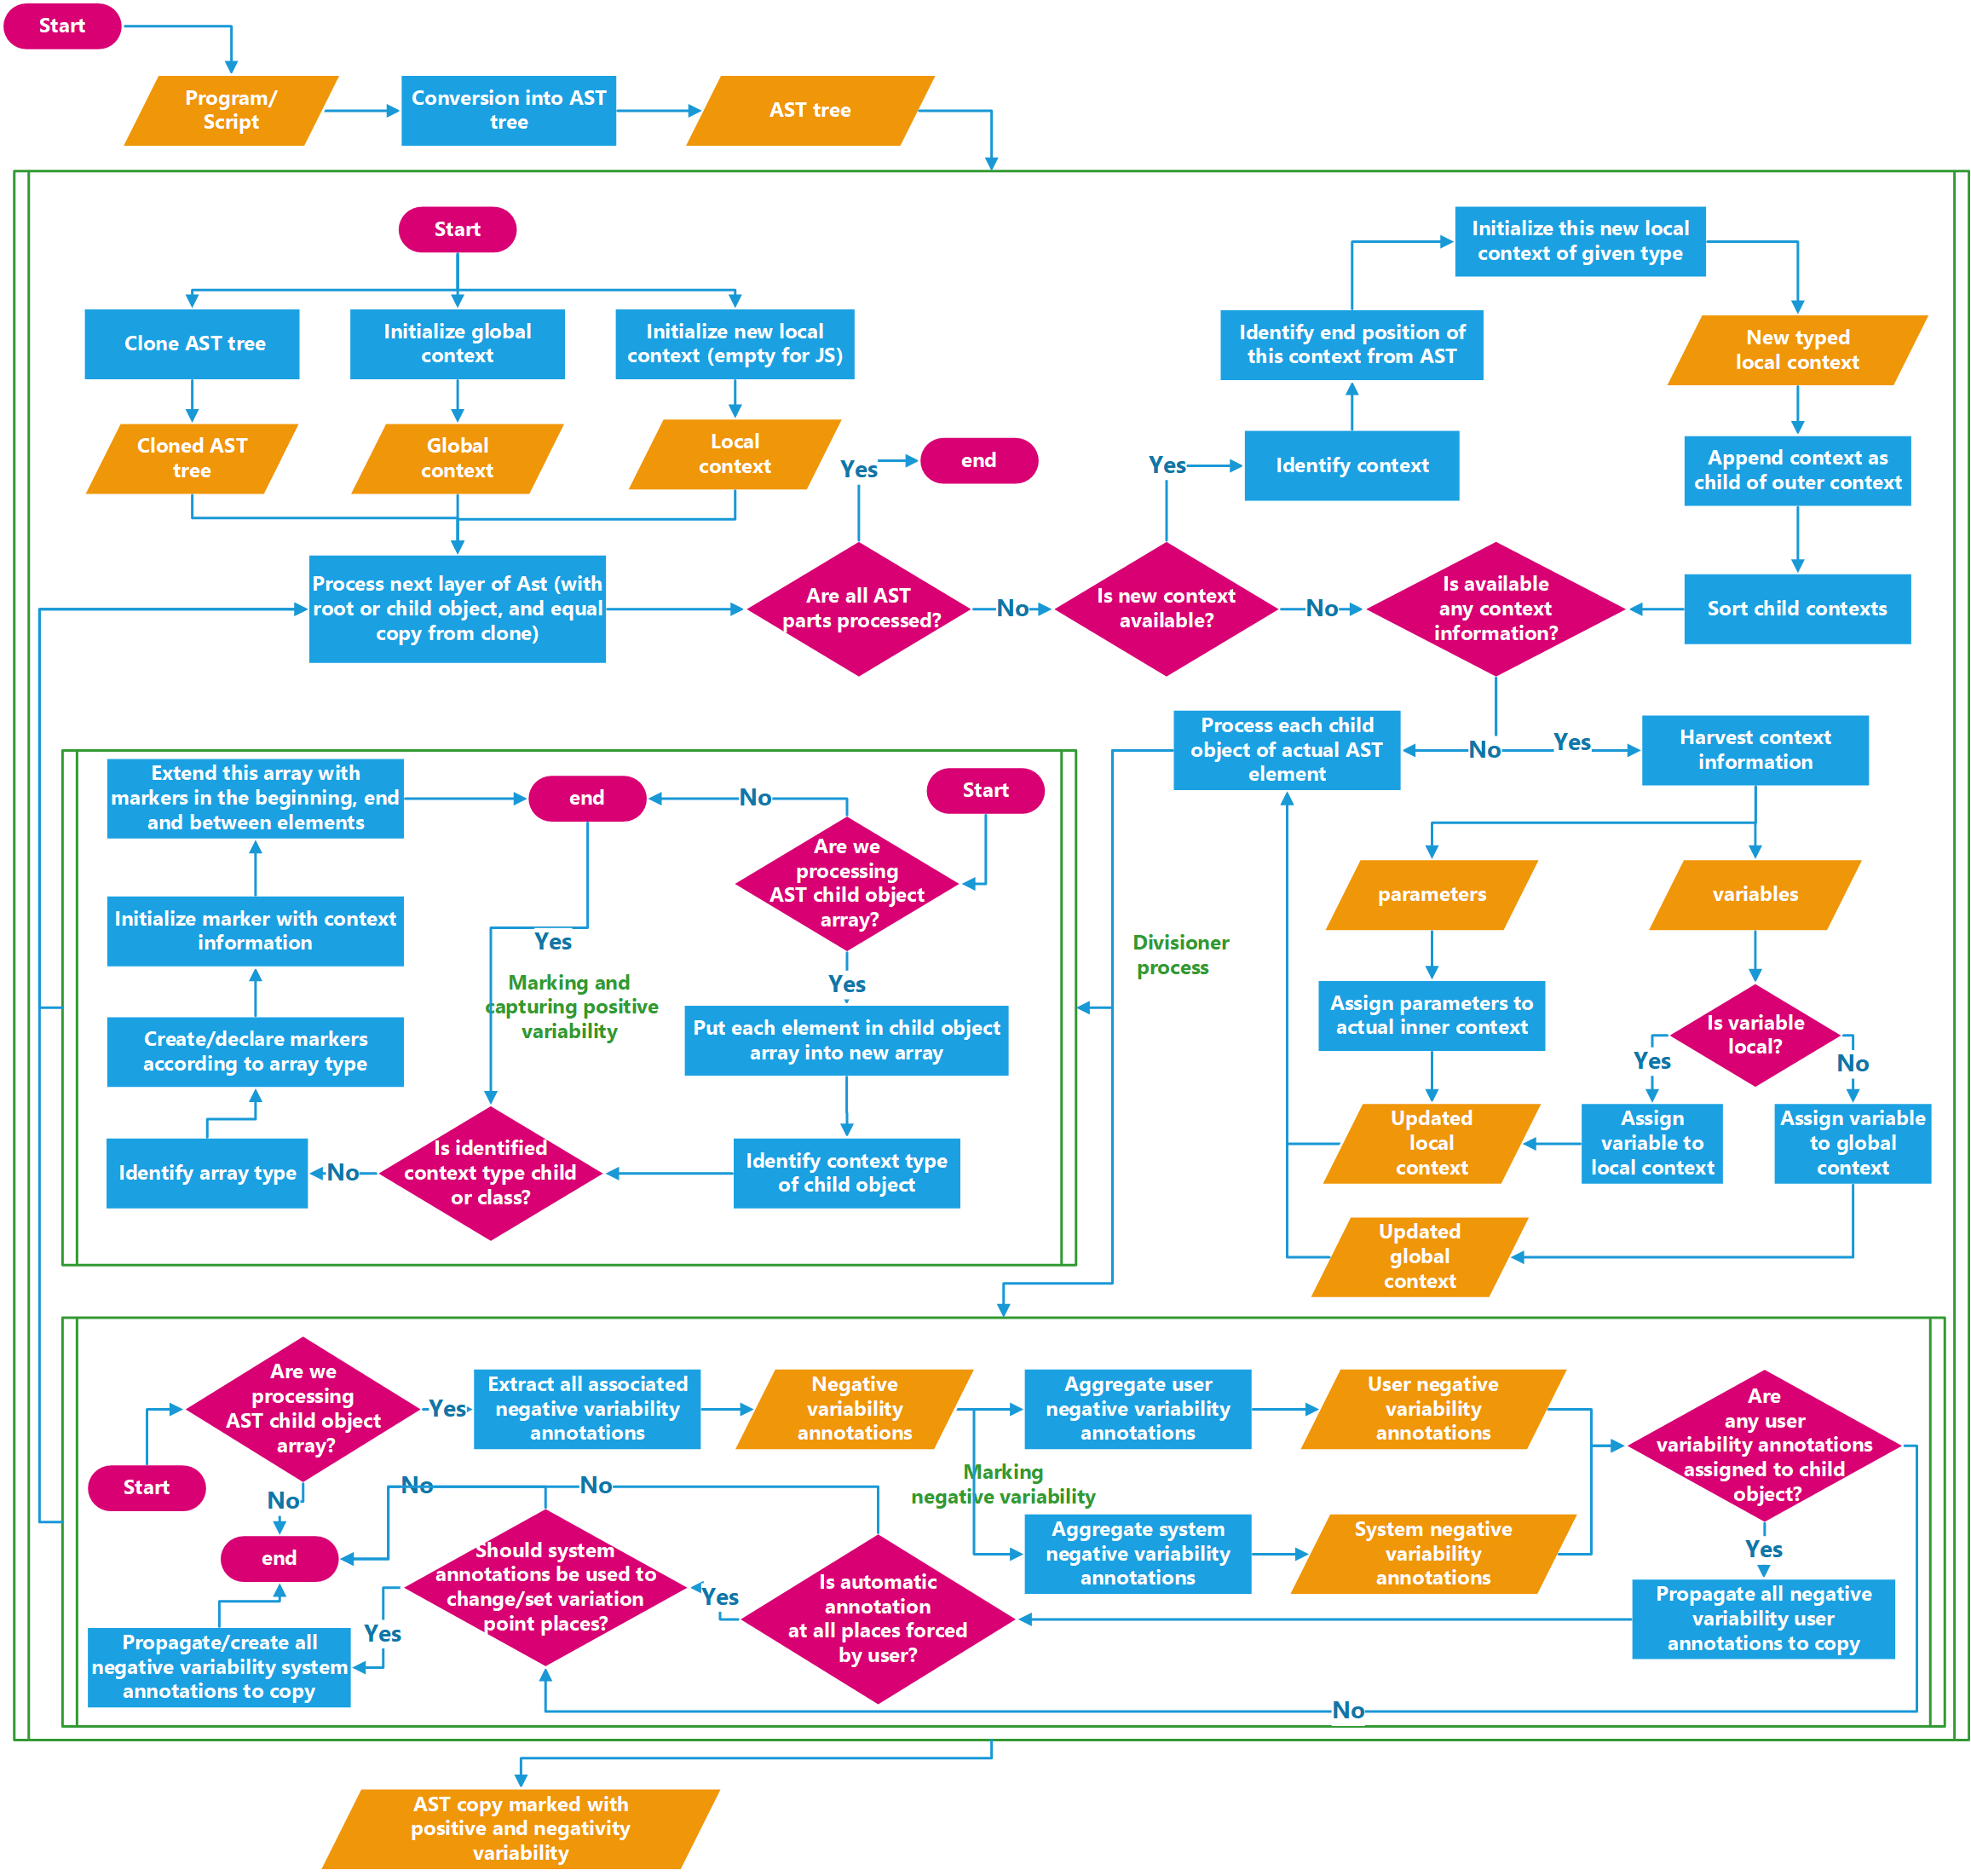 Start
Program/
Script
Conversion into AST
tree
AST tree
Start
Initialize this new local
context of given type
Clone AST tree
Initialize global
context
Initialize new local
context (empty for JS)
Identify end position of
this context from AST
New typed
local context
Cloned AST
tree
Global
context
Local
context
Yes
end
Yes
Identify context
Append context as
child of outer context
Process next layer of Ast (with
root or child object, and equal
copy from clone)
Are all AST
parts processed?
No
Is new context
available?
No
Is available
any context
information?
Sort child contexts
Process each child
object of actual AST
element
No
Yes
Harvest context
information
Extend this array with
markers in the beginning, end
and between elements
end
No
Start
Are we
processing
AST child object
array?
parameters
variables
Initialize marker with context
information
Yes
Divisioner
process
Marking and
capturing positive
variability
Yes
Put each element in child object
array into new array
Assign parameters to
actual inner context
Is variable
local?
Yes
No
Create/declare markers
according to array type
Identify array type
No
Is identified
context type child
or class?
Identify context type
of child object
Updated
local
context
Assign
variable to
local context
Assign variable
to global
context
Updated
global
context
Are we
processing
AST child object
array?
Yes
Extract all associated
negative variability
annotations
Negative
variability
annotations
Aggregate user
negative variability
annotations
User negative
variability
annotations
Are
any user
variability annotations
assigned to child
object?
Start
No
No
No
Marking
negative variability
end
Should system
annotations be used to
change/set variation
point places?
Is automatic
annotation
at all places forced
by user?
Aggregate system
negative variability
annotations
System negative
variability
annotations
Yes
Yes
Yes
Propagate/create all
negative variability system
annotations to copy
Propagate all negative
variability user
annotations to copy
No
AST copy marked with
positive and negativity
variability